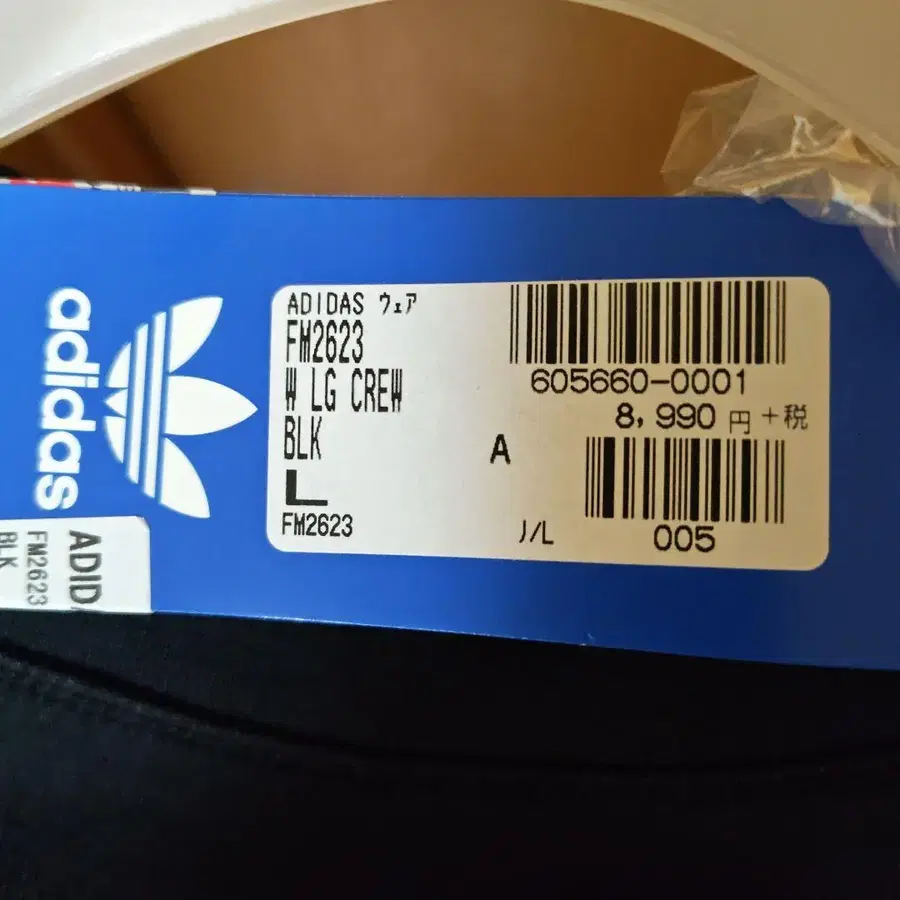 adidas
ADIDAS ウェア
FM2623
W LG CREW
BLK
L
FM2623
A
J/L
605660-0001
8,990 円 +税
005
ADID
FM2623
BLK